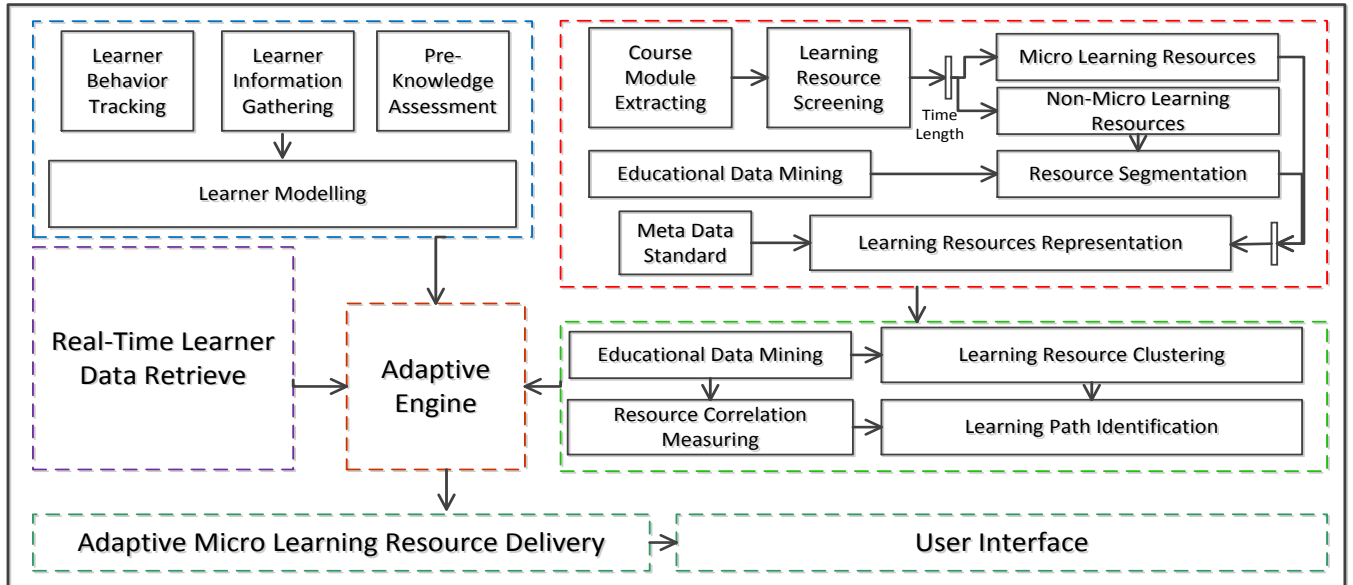 Learner
Behavior
Tracking
Learner
Information
Gathering
Pre-
Knowledge
Assessment
Learner Modelling
Course
Module
Extracting
Learning
Resource
Screening
Time
Length
Micro Learning Resources
Non-Micro Learning
Resources
Educational Data Mining
Resource Segmentation
Meta Data
Standard
Learning Resources Representation
Real-Time Learner
Data Retrieve
Adaptive
Engine
Educational Data Mining
Learning Resource Clustering
Resource Correlation
Measuring
Learning Path Identification
Adaptive Micro Learning Resource Delivery
User Interface